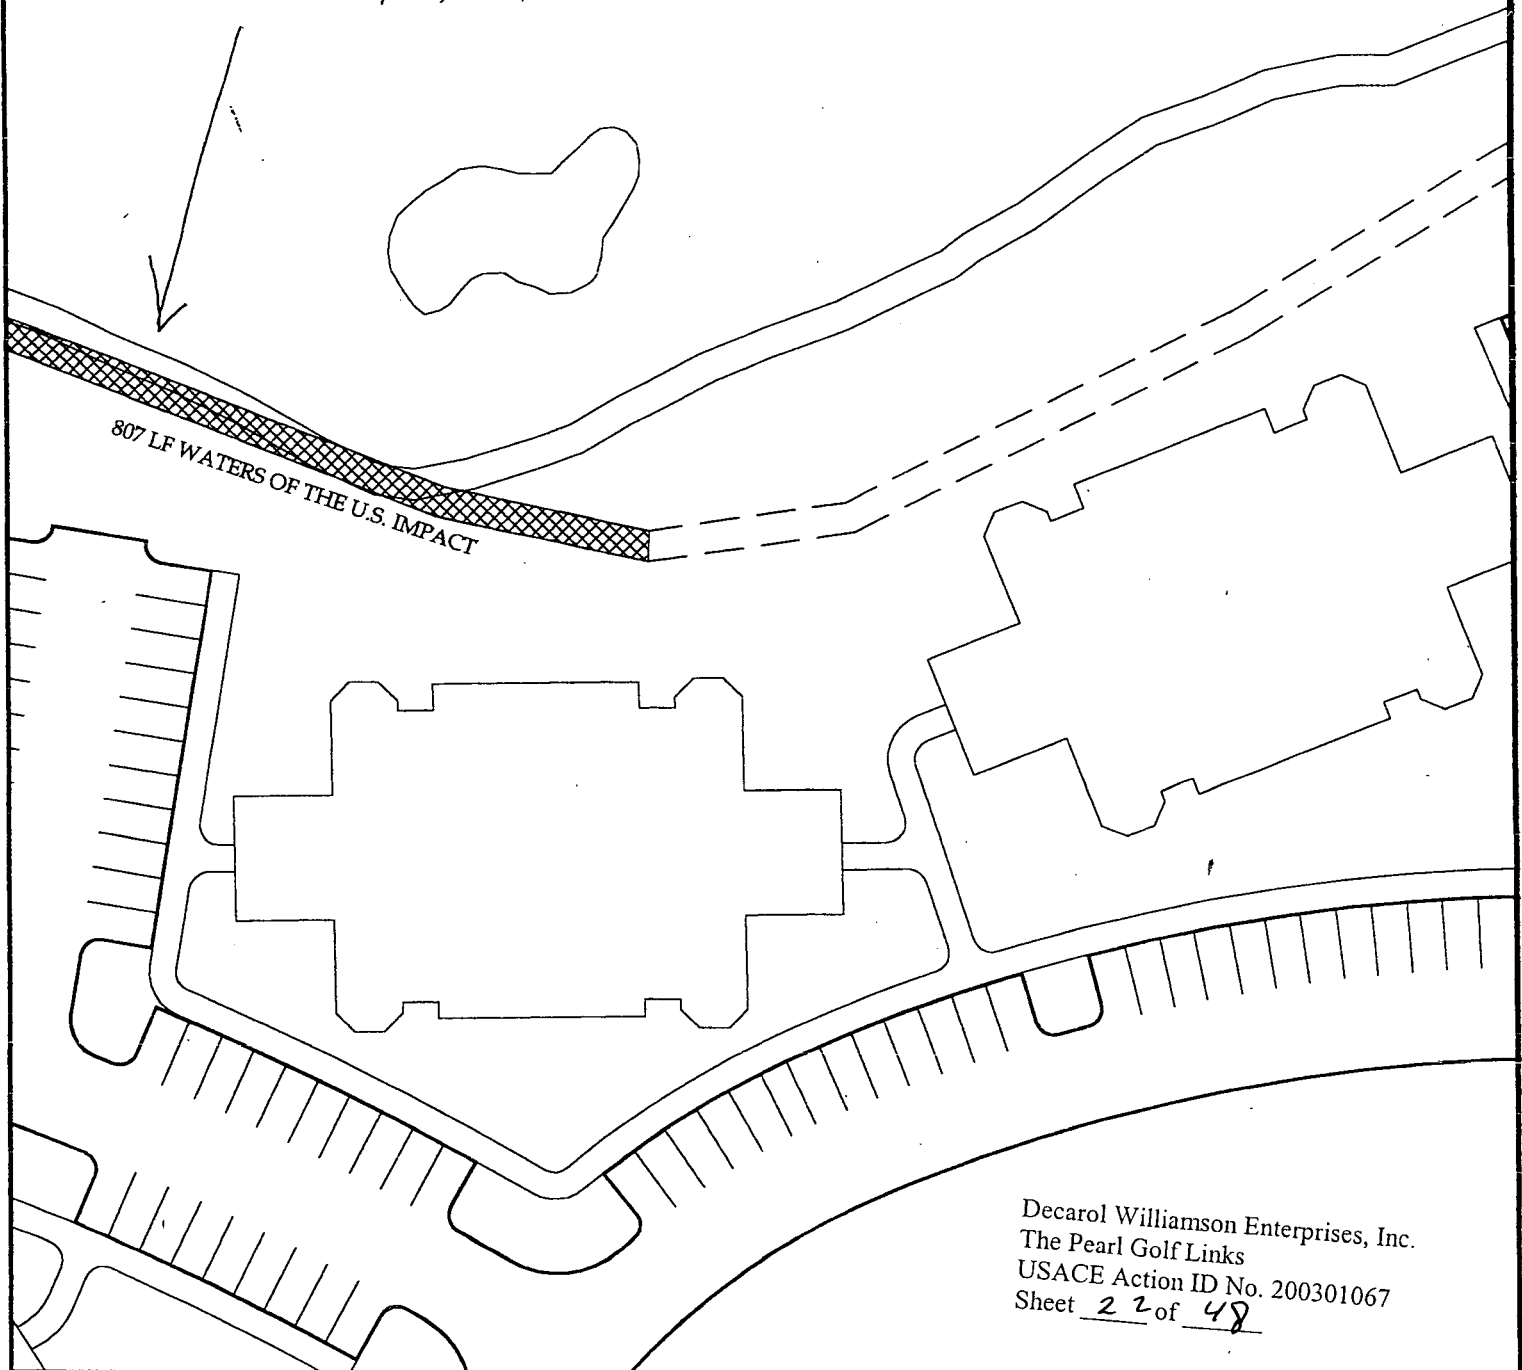 807 LF WATERS OF THE U.S. IMPACT
Decarol Williamson Enterprises, Inc.
The Pearl Golf Links
USACE Action ID No. 200301067
Sheet 22 of 48